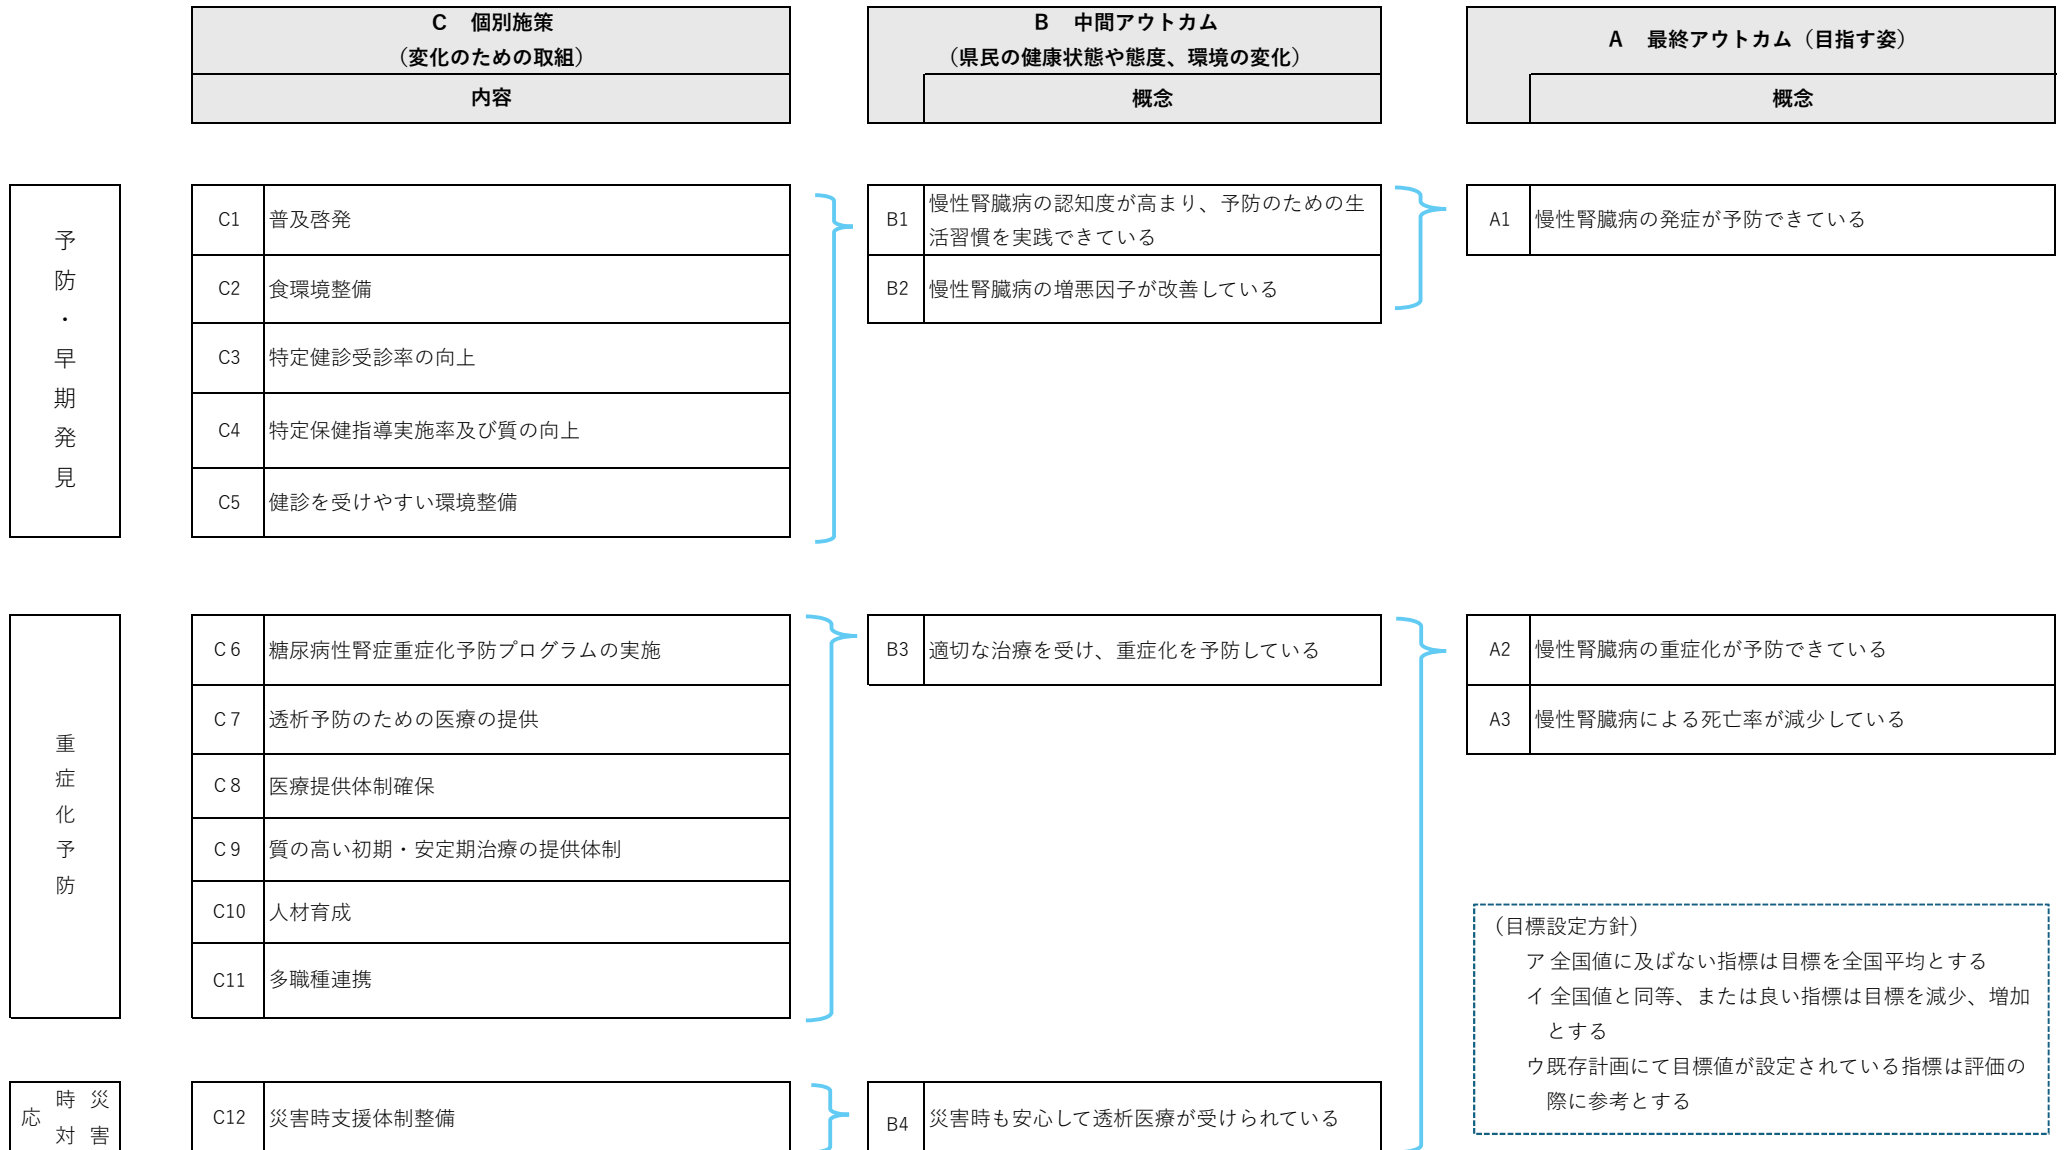 C　個別施策
（変化のための取組）
内容
B　中間アウトカム
（県民の健康状態や態度、環境の変化）
概念
A　最終アウトカム（目指す姿）
概念
予防・早期発見
C1 普及啓発
C2 食環境整備
C3 特定健診受診率の向上
C4 特定保健指導実施率及び質の向上
C5 健診を受けやすい環境整備
B1 慢性腎臓病の認知度が高まり、予防のための生
活習慣を実践できている
B2 慢性腎臓病の増悪因子が改善している
A1 慢性腎臓病の発症が予防できている
重症化予防
C６ 糖尿病性腎症重症化予防プログラムの実施
C７ 透析予防のための医療の提供
C８ 医療提供体制確保
C９ 質の高い初期・安定期治療の提供体制
C10 人材育成
C11 多職種連携
B3 適切な治療を受け、重症化を予防している
A2 慢性腎臓病の重症化が予防できている
A3 慢性腎臓病による死亡率が減少している
（目標設定方針）
ア 全国値に及ばない指標は目標を全国平均とする
イ 全国値と同等、または良い指標は目標を減少、増加
とする
ウ既存計画にて目標値が設定されている指標は評価の
際に参考とする
災害
時対
応
C12 災害時支援体制整備
B4 災害時も安心して透析医療が受けられている